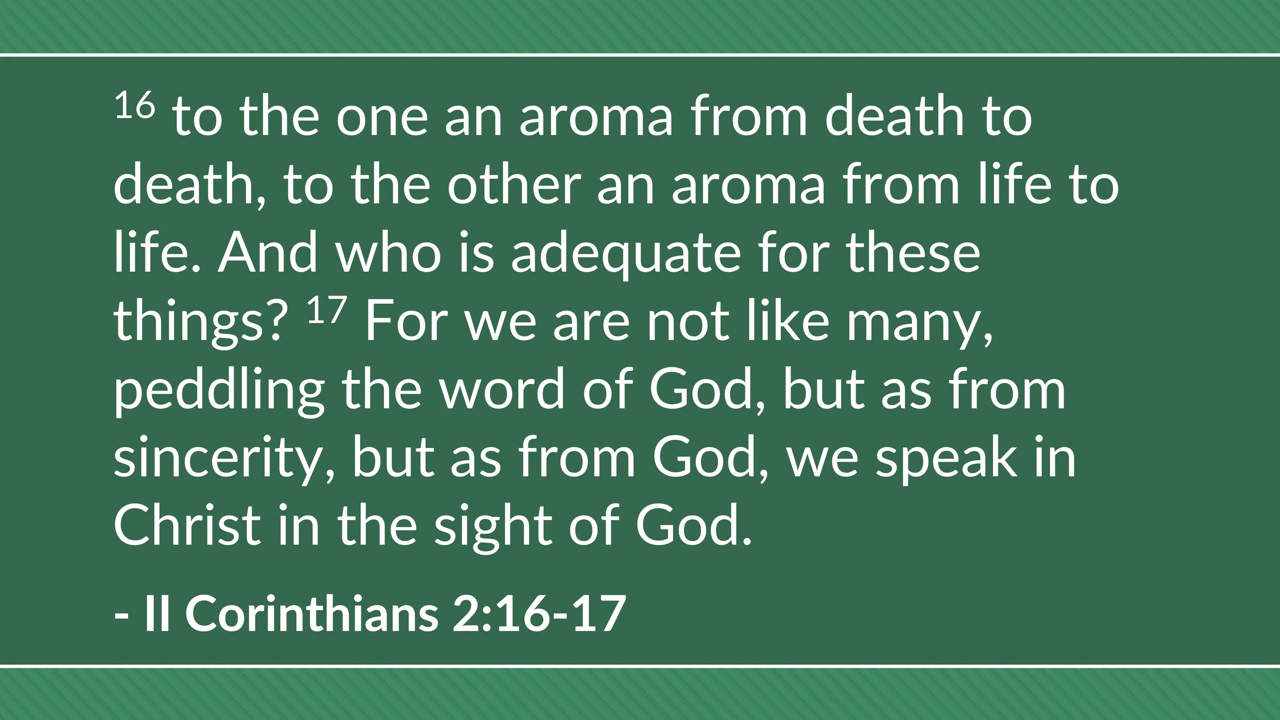 16 to the one an aroma from death to
death, to the other an aroma from life to
life. And who is adequate for these
things? 17 For we are not like many,
peddling the word of God, but as from
sincerity, but as from God, we speak in
Christ in the sight of God.
- II Corinthians 2:16-17